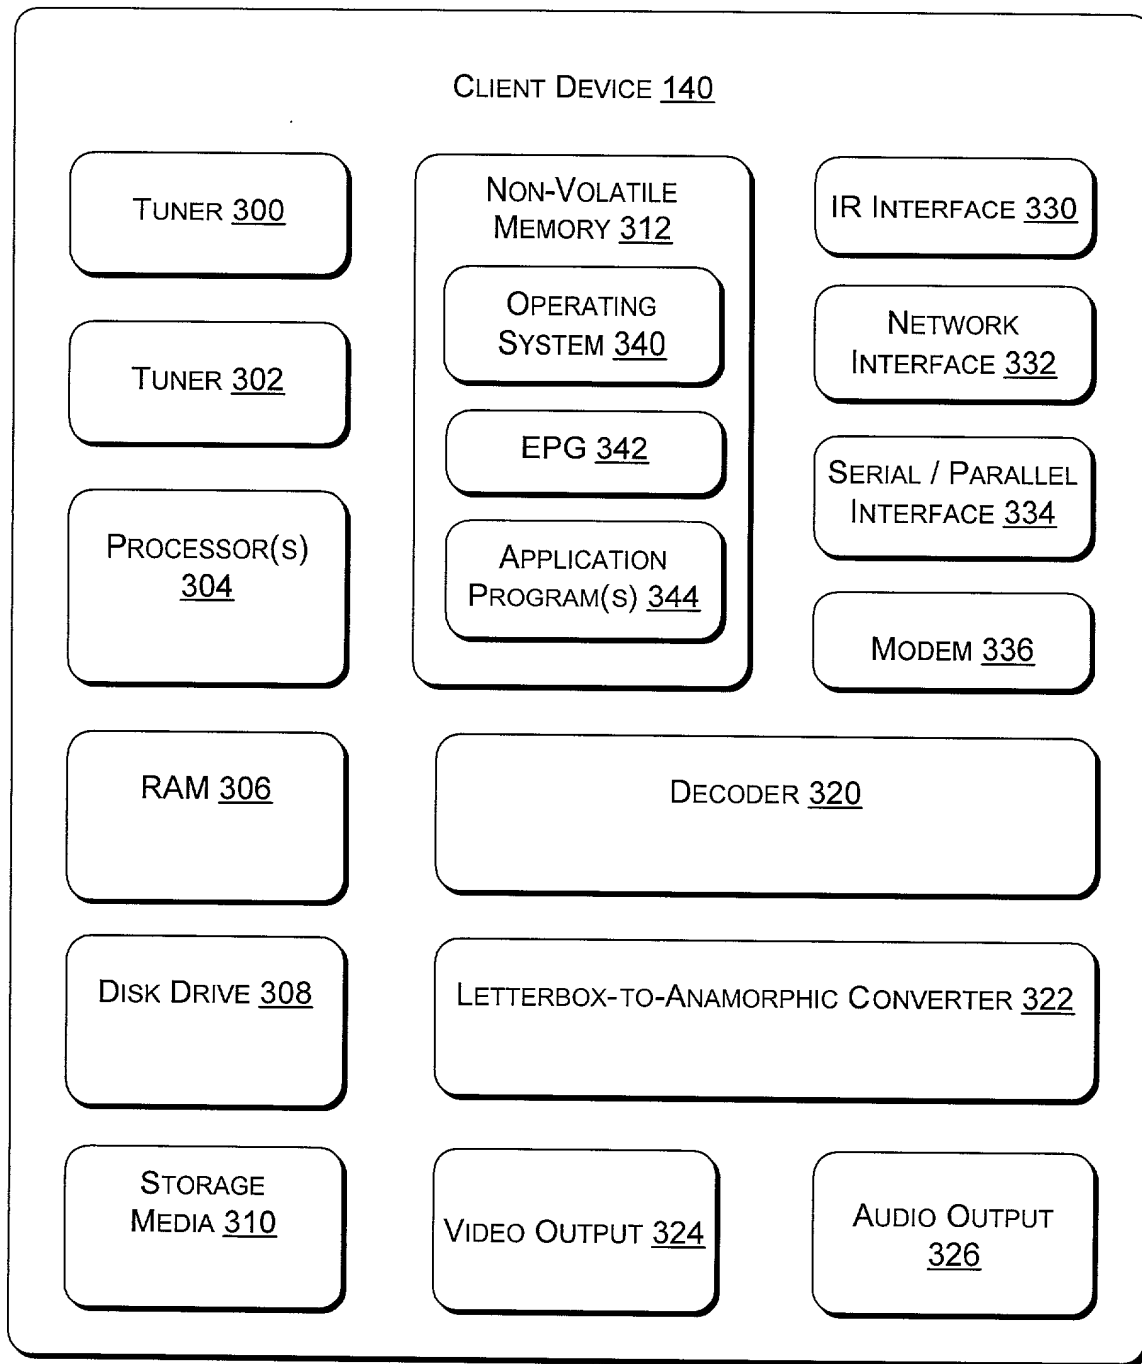 CLIENT DEVICE 140
TUNER 300
TUNER 302
PROCESSOR(S)
304
RAM 306
DISK DRIVE 308
STORAGE
MEDIA 310
NON-VOLATILE
MEMORY 312
OPERATING
SYSTEM 340
EPG 342
APPLICATION
PROGRAM(S) 344
IR INTERFACE 330
NETWORK
INTERFACE 332
SERIAL / PARALLEL
INTERFACE 334
MODEM 336
DECODER 320
LETTERBOX-TO-ANAMORPHIC CONVERTER 322
VIDEO OUTPUT 324
AUDIO OUTPUT
326